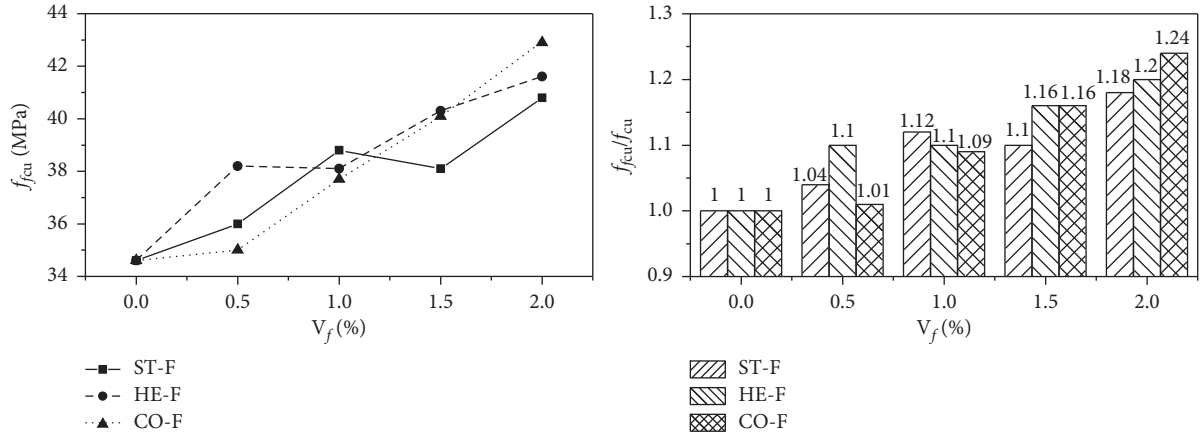 44
42
40
38
36
34
f_fcu (MPa)
0.0 0.5 1.0 1.5 2.0
V_f (%)
ST-F
HE-F
CO-F
1.3
1.2
1.1
1.0
0.9
f_fcu/f_cu
1 1 1
1.04 1.1 1.01
1.12 1.1 1.09
1.1 1.16 1.16
1.18 1.2 1.24
0.0 0.5 1.0 1.5 2.0
V_f (%)
ST-F
HE-F
CO-F